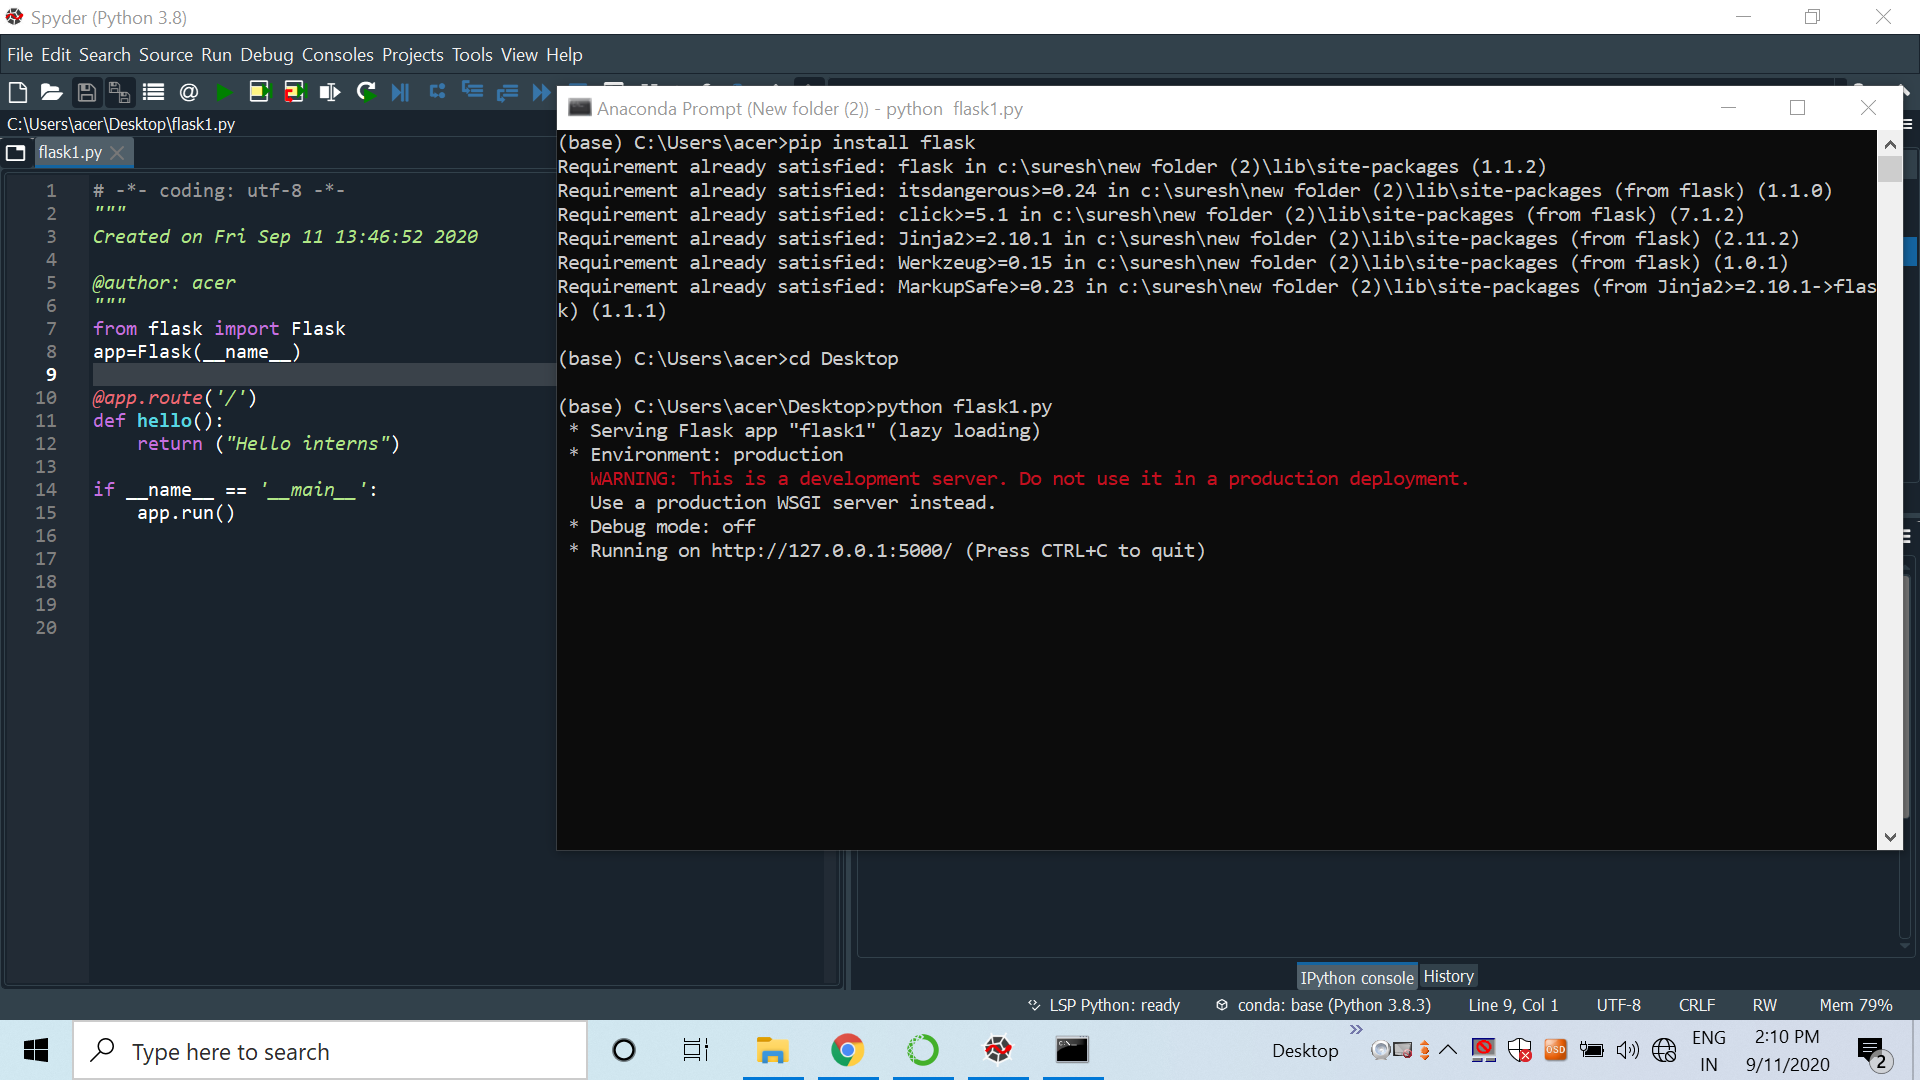 Spyder (Python 3.8)
File Edit Search Source Run Debug Consoles Projects Tools View Help
C:\Users\acer\Desktop\flask1.py
flask1.py
1 # -*- coding: utf-8 -*-
2 """
3 Created on Fri Sep 11 13:46:52 2020
4
5 @author: acer
6 """
7 from flask import Flask
8 app=Flask(__name__)
9
10 @app.route('/')
11 def hello():
12 return ("Hello interns")
13
14 if __name__ == '__main__':
15 app.run()
16
17
18
19
20
Anaconda Prompt (New folder (2)) - python  flask1.py
(base) C:\Users\acer>pip install flask
Requirement already satisfied: flask in c:\suresh\new folder (2)\lib\site-packages (1.1.2)
Requirement already satisfied: itsdangerous>=0.24 in c:\suresh\new folder (2)\lib\site-packages (from flask) (1.1.0)
Requirement already satisfied: click>=5.1 in c:\suresh\new folder (2)\lib\site-packages (from flask) (7.1.2)
Requirement already satisfied: Jinja2>=2.10.1 in c:\suresh\new folder (2)\lib\site-packages (from flask) (2.11.2)
Requirement already satisfied: Werkzeug>=0.15 in c:\suresh\new folder (2)\lib\site-packages (from flask) (1.0.1)
Requirement already satisfied: MarkupSafe>=0.23 in c:\suresh\new folder (2)\lib\site-packages (from Jinja2>=2.10.1->flas
k) (1.1.1)
(base) C:\Users\acer>cd Desktop
(base) C:\Users\acer\Desktop>python flask1.py
* Serving Flask app "flask1" (lazy loading)
* Environment: production
WARNING: This is a development server. Do not use it in a production deployment.
Use a production WSGI server instead.
* Debug mode: off
* Running on http://127.0.0.1:5000/ (Press CTRL+C to quit)
IPython console History
LSP Python: ready conda: base (Python 3.8.3) Line 9, Col 1 UTF-8 CRLF RW Mem 79%
Type here to search
Desktop
OSD
ENG
IN
2:10 PM
9/11/2020
2